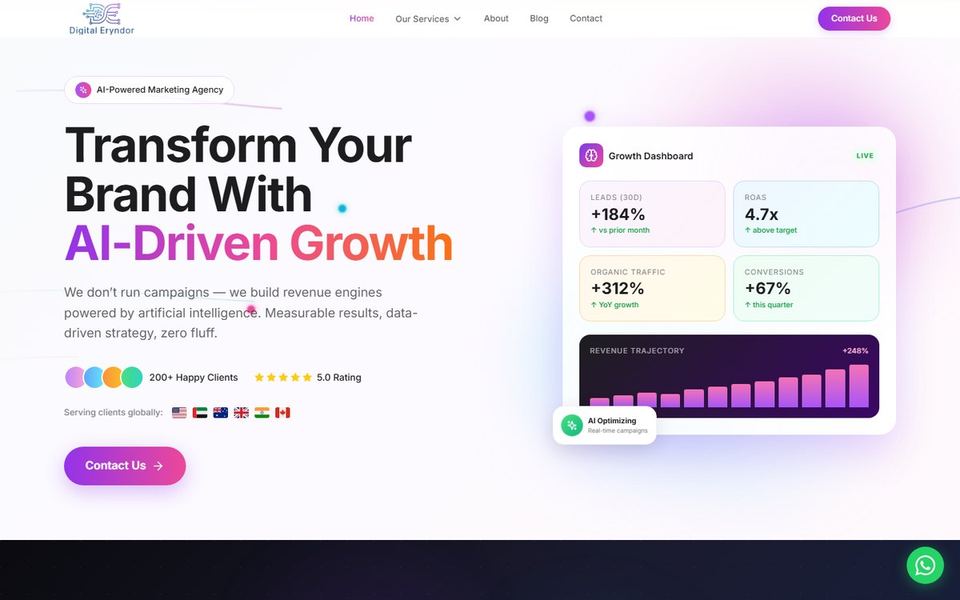 Digital Eryndor
Home
Our Services
About
Blog
Contact
Contact Us
AI-Powered Marketing Agency
Transform Your
Brand With
AI-Driven Growth
We don't run campaigns — we build revenue engines
powered by artificial intelligence. Measurable results, data-
driven strategy, zero fluff.
200+ Happy Clients
5.0 Rating
Serving clients globally:
Contact Us →
Growth Dashboard
LIVE
LEADS (30D)
+184%
↑ vs prior month
ROAS
4.7x
↑ above target
ORGANIC TRAFFIC
+312%
↑ YoY growth
CONVERSIONS
+67%
↑ this quarter
REVENUE TRAJECTORY
+248%
AI Optimizing
Real-time campaigns